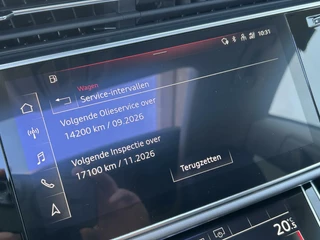 10:31
Wagen
Service-intervallen
Volgende Olieservice over
14200 km / 09.2026
Volgende Inspectie over
17100 km / 11.2026
Terugzetten
20.5